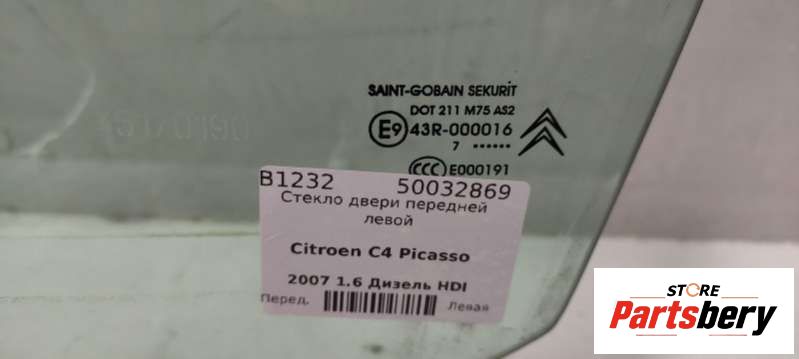 SAINT-GOBAIN SEKURIT
DOT 211 M75 AS2
E9 43R-000016
7 ••••••
CCC E000191
B1232 50032869
Стекло двери передней
левой
Citroen C4 Picasso
2007 1.6 Дизель HDI
Перед. Левая
STORE
Partsbery